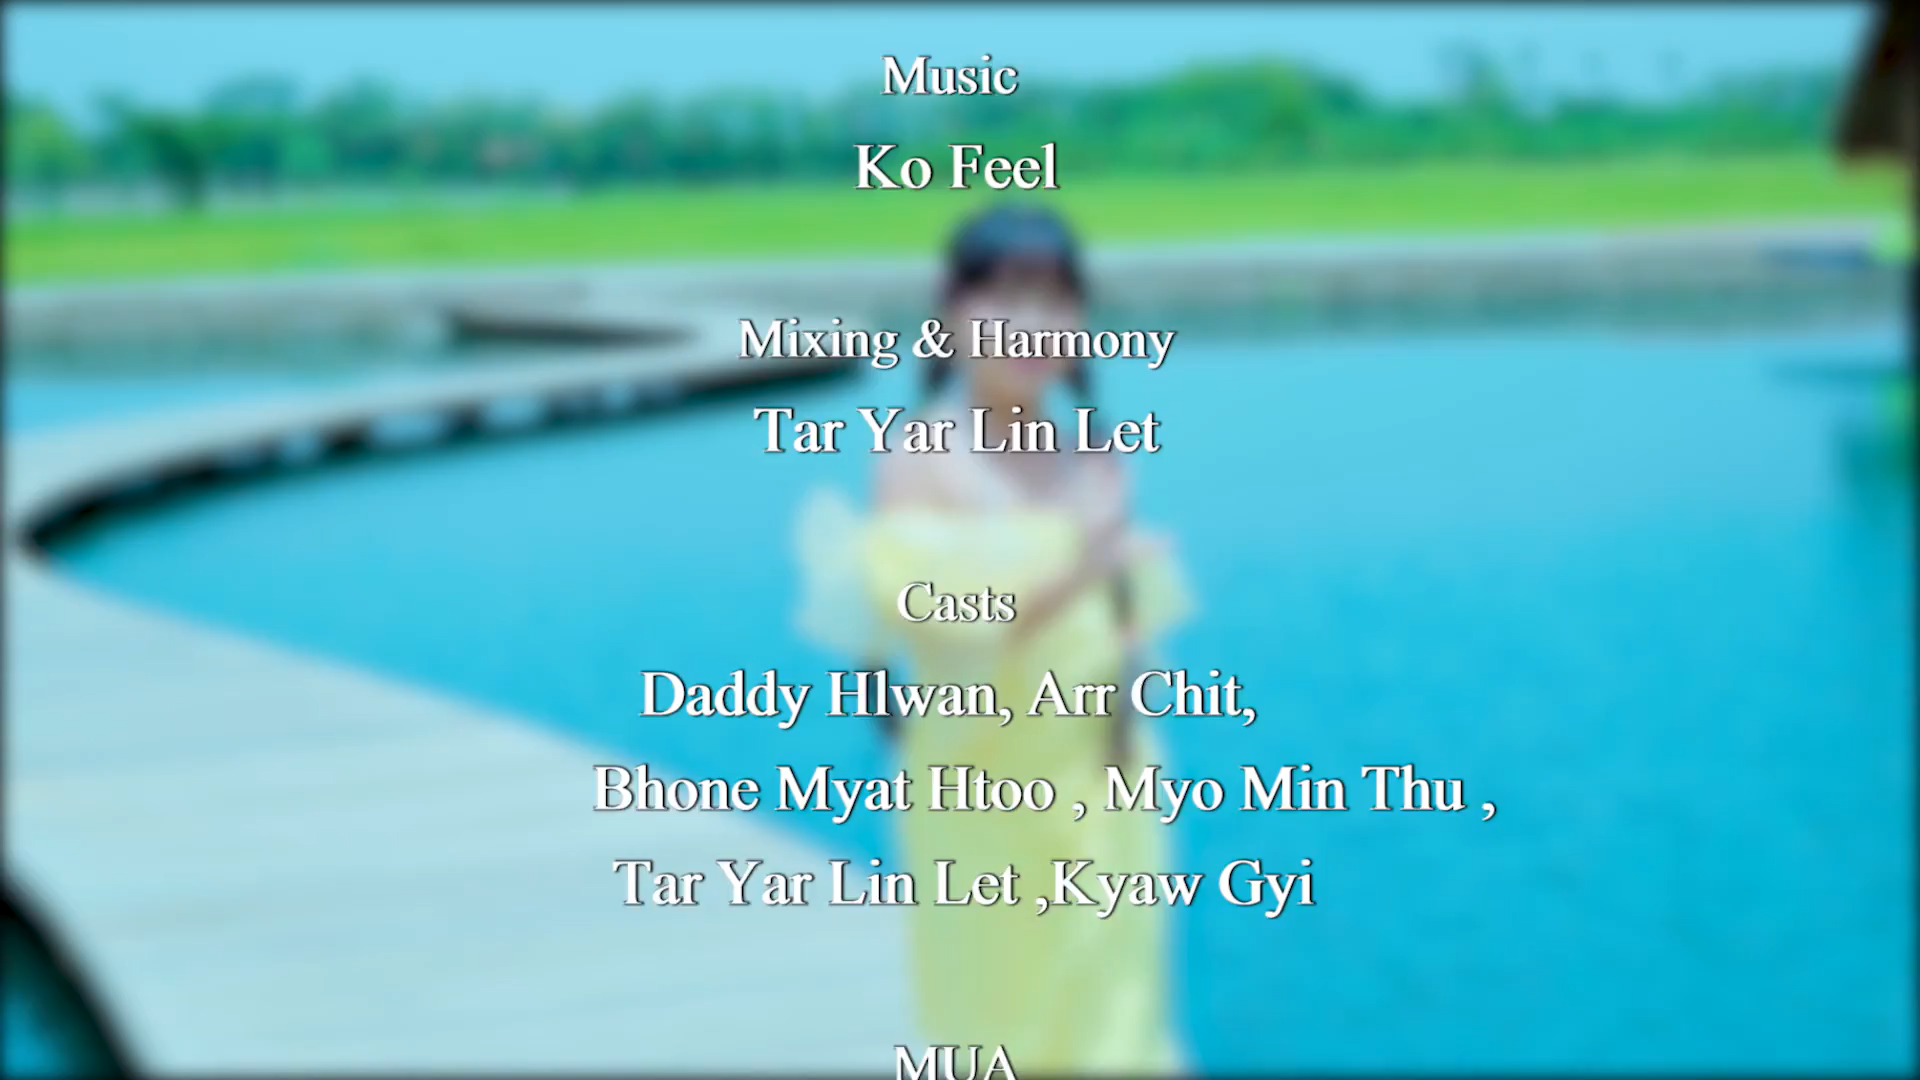 Music
Ko Feel
Mixing & Harmony
Tar Yar Lin Let
Casts
Daddy Hlwan, Arr Chit,
Bhone Myat Htoo , Myo Min Thu ,
Tar Yar Lin Let ,Kyaw Gyi
MUA